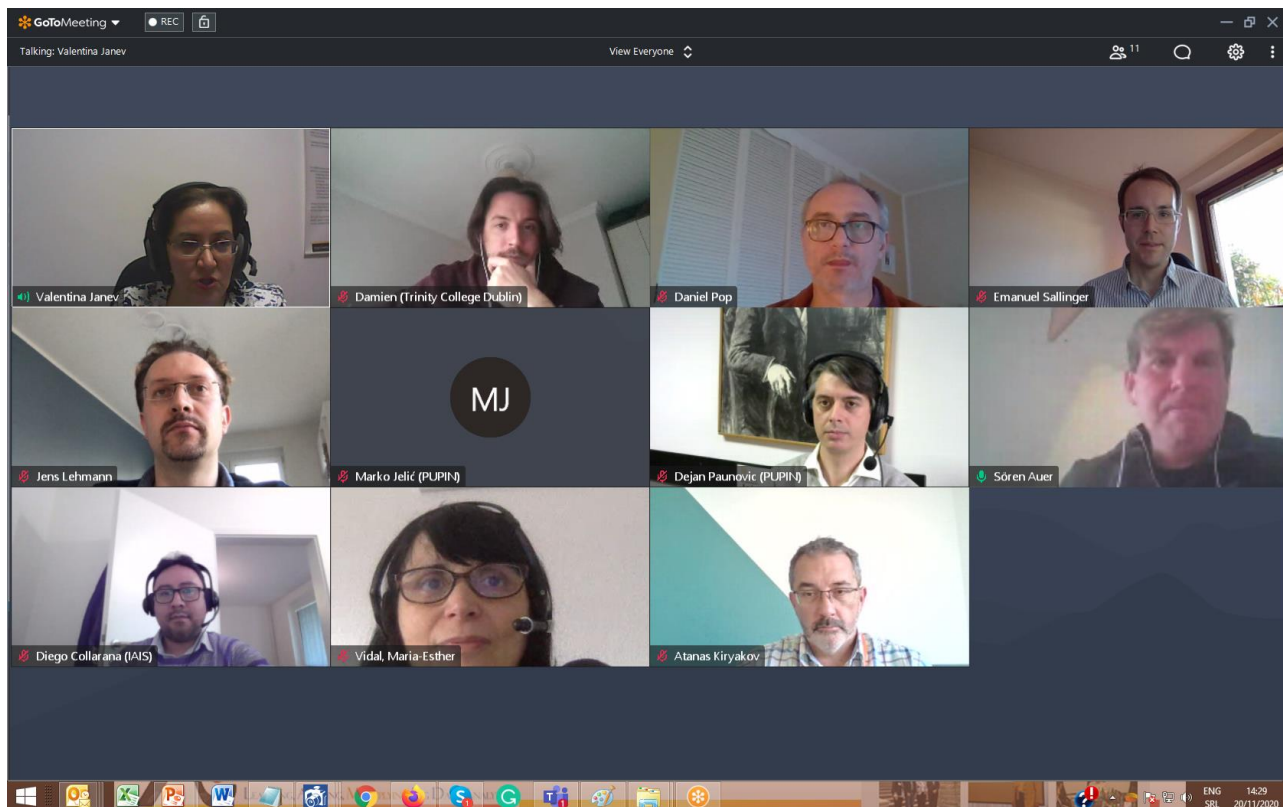 GoToMeeting
REC
Talking: Valentina Janev
View Everyone
11
Valentina Janev
Damien (Trinity College Dublin)
Daniel Pop
Emanuel Sallinger
Jens Lehmann
MJ
Marko Jelić (PUPIN)
Dejan Paunovic (PUPIN)
Sören Auer
Diego Collarana (IAIS)
Vidal, Maria-Esther
Atanas Kiryakov
ENG
14:29
SRL
20/11/2020